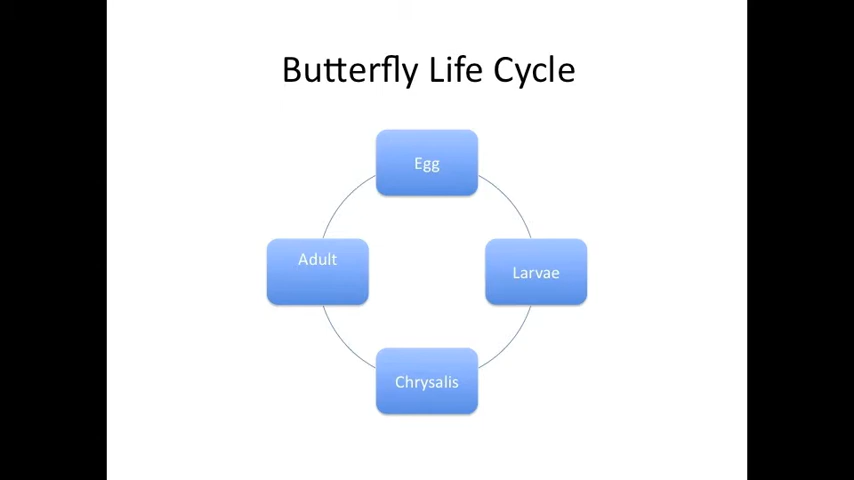 Butterfly Life Cycle
Egg
Adult
Larvae
Chrysalis